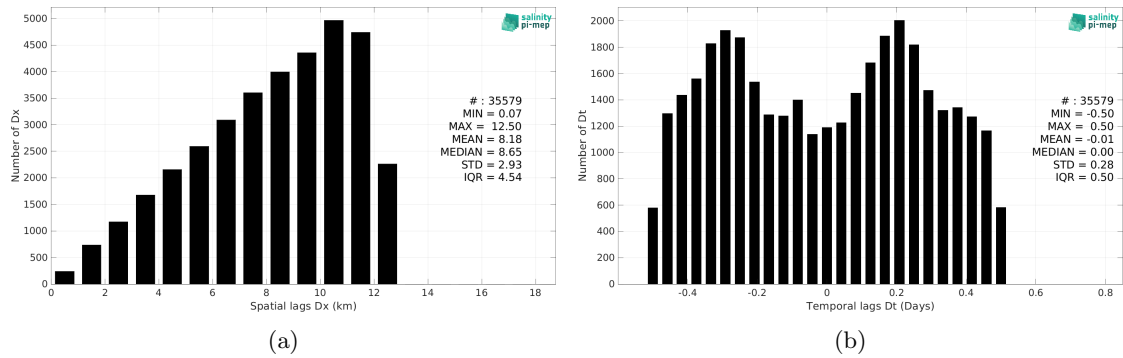 salinity
pi-mep
5000
4500
4000
3500
3000
2500
2000
1500
1000
500
0
Number of Dx
# : 35579
MIN = 0.07
MAX = 12.50
MEAN = 8.18
MEDIAN = 8.65
STD = 2.93
IQR = 4.54
0 2 4 6 8 10 12 14 16 18
Spatial lags Dx (km)
(a)
salinity
pi-mep
2000
1800
1600
1400
1200
1000
800
600
400
200
0
Number of Dt
# : 35579
MIN = -0.50
MAX = 0.50
MEAN = -0.01
MEDIAN = 0.00
STD = 0.28
IQR = 0.50
-0.4 -0.2 0 0.2 0.4 0.6 0.8
Temporal lags Dt (Days)
(b)